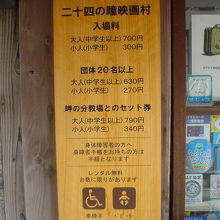 二十四の瞳映画村
入場料
大人(中学生以上) 700円
小人(小学生) 300円
団体20名以上
大人(中学生以上) 630円
小人(小学生) 270円
岬の分教場とのセット券
大人(中学生以上) 790円
小人(小学生) 340円
身体障害者の方へ
身障者手帳をお持ちの方は
半額となります
レンタル無料
台数に限りがあります
車椅子 ベビーカー